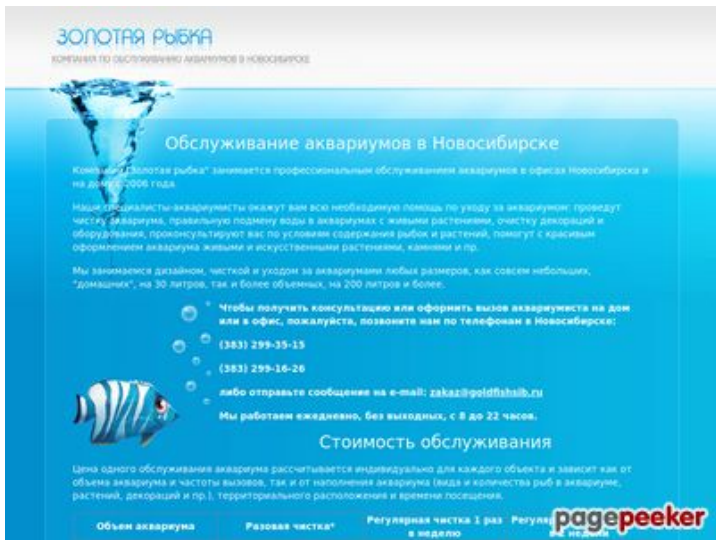 ЗОЛОТАЯ РЫБКА
КОМПАНИЯ ПО ОБСЛУЖИВАНИЮ АКВАРИУМОВ В НОВОСИБИРСКЕ
Обслуживание аквариумов в Новосибирске
Компания "Золотая рыбка" занимается профессиональным обслуживанием аквариумов в офисах Новосибирска и
на дому с 2006 года.
Наши специалисты-аквариумисты окажут вам всю необходимую помощь по уходу за аквариумом: проведут
чистку аквариума, правильную подмену воды в аквариумах с живыми растениями, очистку декораций и
оборудования, проконсультируют вас по условиям содержания рыбок и растений, помогут с красивым
оформлением аквариума живыми и искусственными растениями, камнями и пр.
Мы занимаемся дизайном, чисткой и уходом за аквариумами любых размеров, как совсем небольших,
"домашних", на 30 литров, так и более объемных, на 200 литров и более.
Чтобы получить консультацию или оформить вызов аквариумиста на дом
или в офис, пожалуйста, позвоните нам по телефонам в Новосибирске:
(383) 299-35-15
(383) 299-16-26
либо отправьте сообщение на e-mail: zakaz@goldfishsib.ru
Мы работаем ежедневно, без выходных, с 8 до 22 часов.
Стоимость обслуживания
Цена одного обслуживания аквариума рассчитывается индивидуально для каждого объекта и зависит как от
объема аквариума и частоты вызовов, так и от наполнения аквариума (вида и количества рыб в аквариуме,
растений, декораций и пр.), территориального расположения и времени посещения.
Объем аквариума Разовая чистка* Регулярная чистка 1 раз
в неделю
pagepeeker